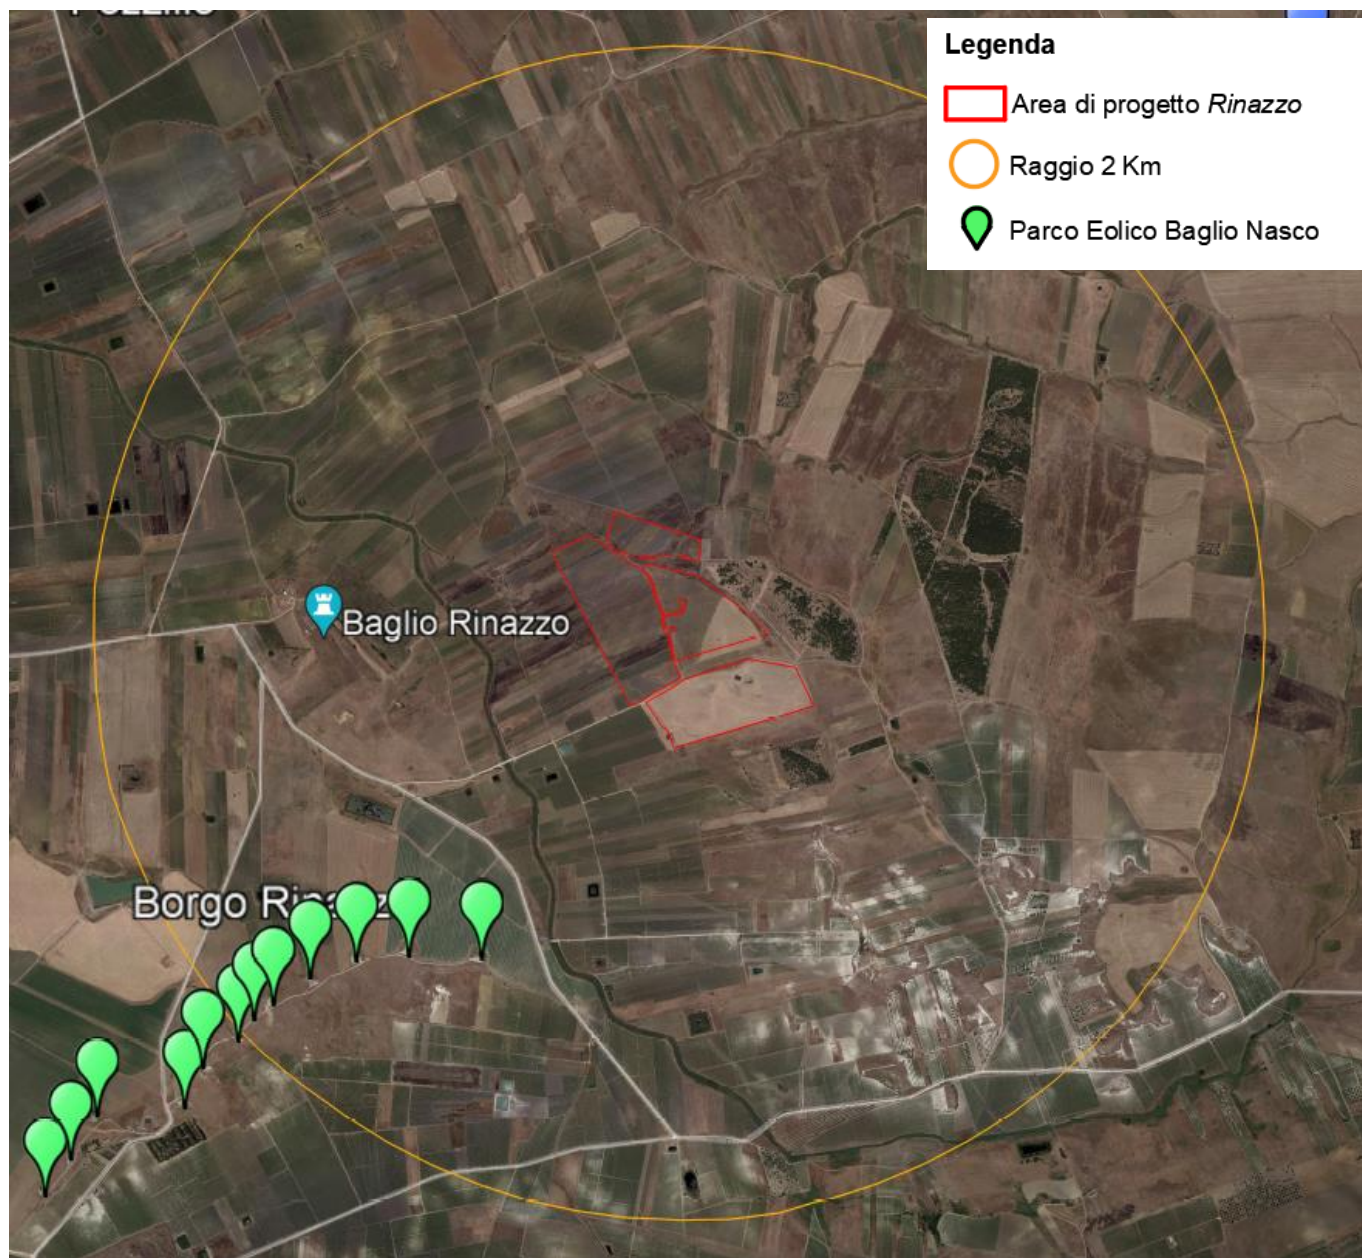 Legenda
Area di progetto Rinazzo
Raggio 2 Km
Parco Eolico Baglio Nasco
Baglio Rinazzo
Borgo